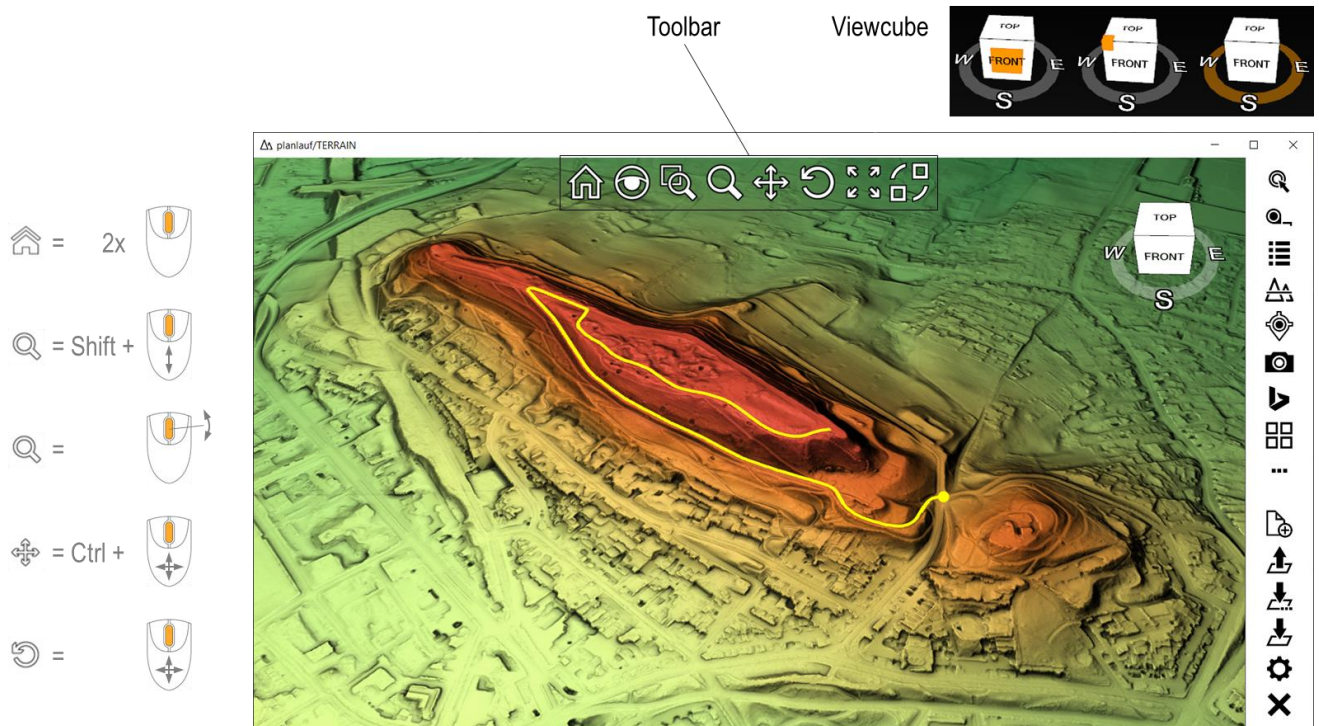 Toolbar
Viewcube
TOP
FRONT
W
E
S
TOP
FRONT
W
E
S
TOP
FRONT
W
E
S
planlauf/TERRAIN
TOP
FRONT
W
E
S
= 2x
= Shift +
=
= Ctrl +
=